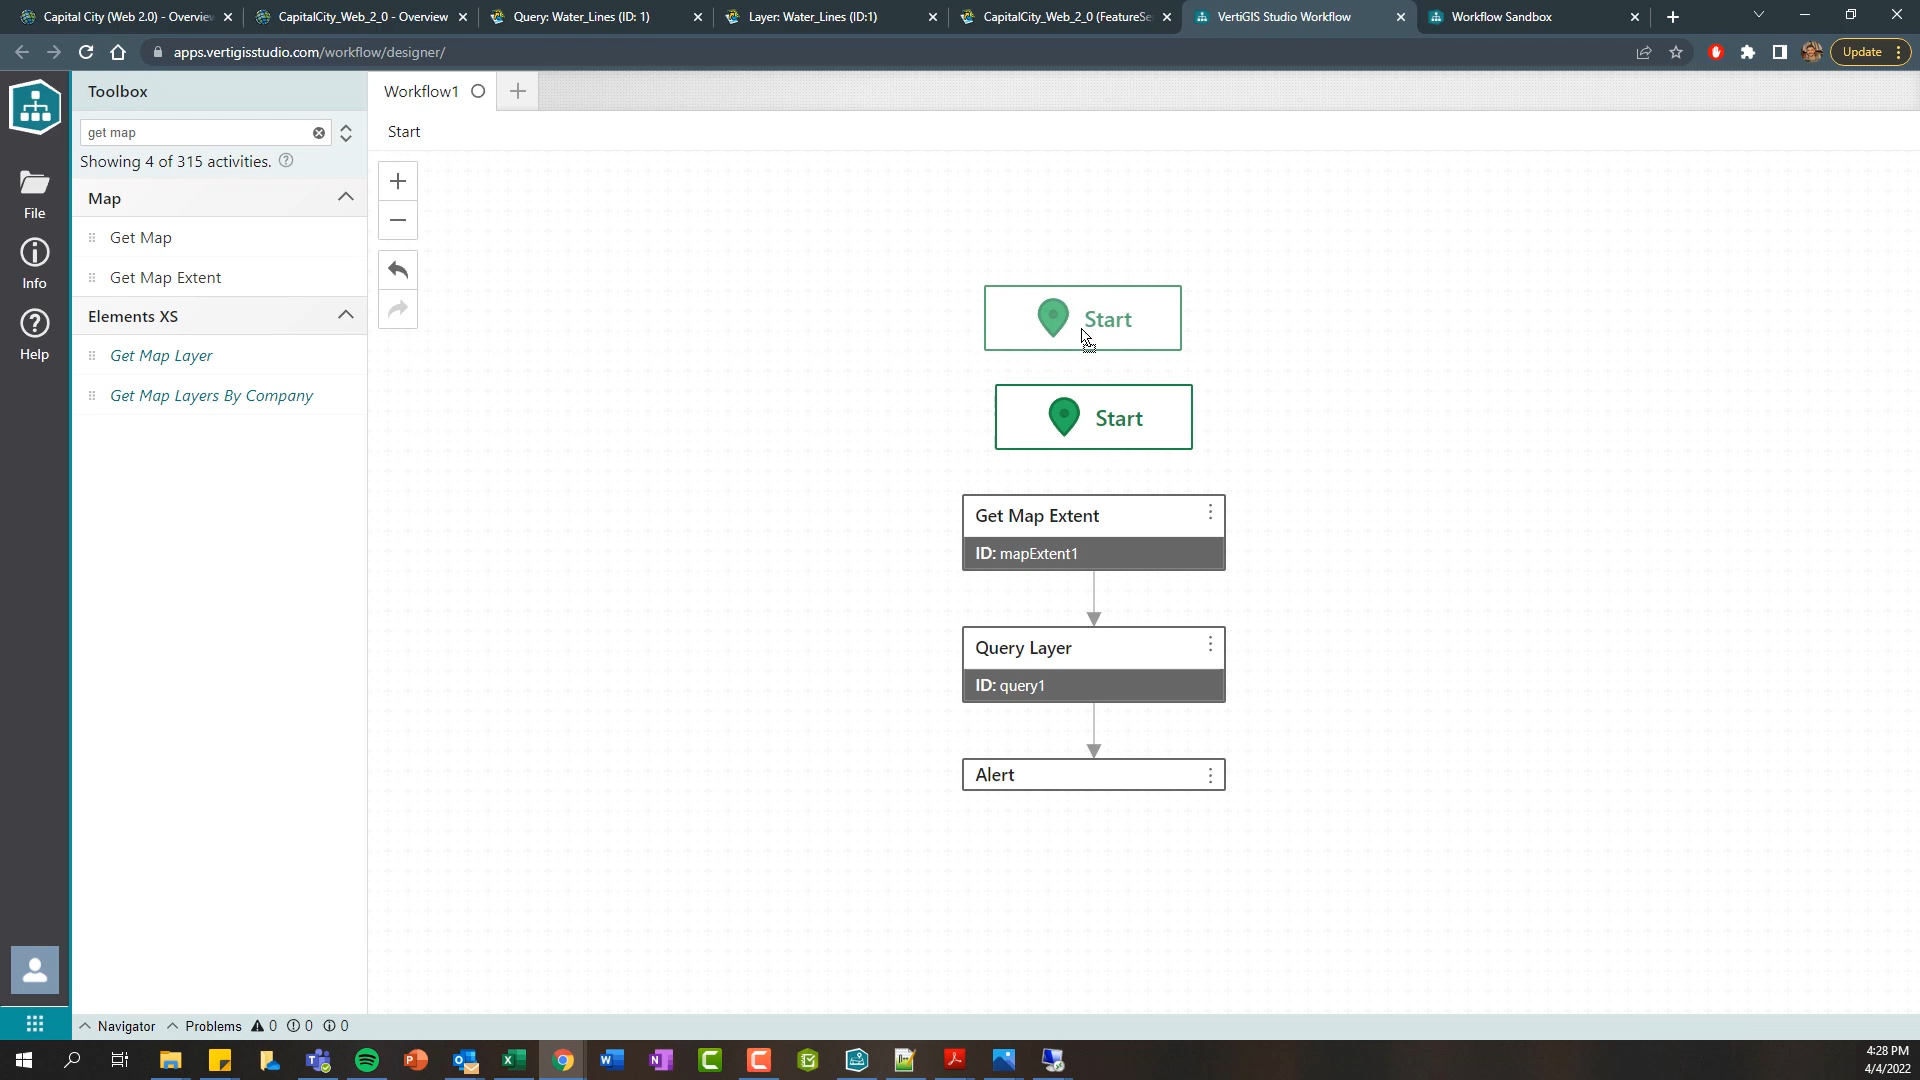 Capital City (Web 2.0) - Overvie
CapitalCity_Web_2_0 - Overview
Query: Water_Lines (ID: 1)
Layer: Water_Lines (ID:1)
CapitalCity_Web_2_0 (FeatureSe
VertiGIS Studio Workflow
Workflow Sandbox
apps.vertigisstudio.com/workflow/designer/
Update
Toolbox
get map
Showing 4 of 315 activities.
Map
Get Map
Get Map Extent
Elements XS
Get Map Layer
Get Map Layers By Company
File
Info
Help
Workflow1
Start
Start
Start
Get Map Extent
ID: mapExtent1
Query Layer
ID: query1
Alert
Navigator
Problems
0
0
0
4:28 PM
4/4/2022